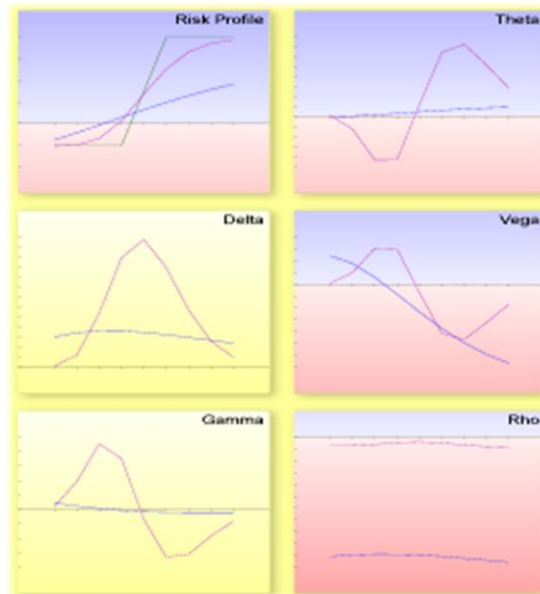 Risk Profile
Theta
Delta
Vega
Gamma
Rho